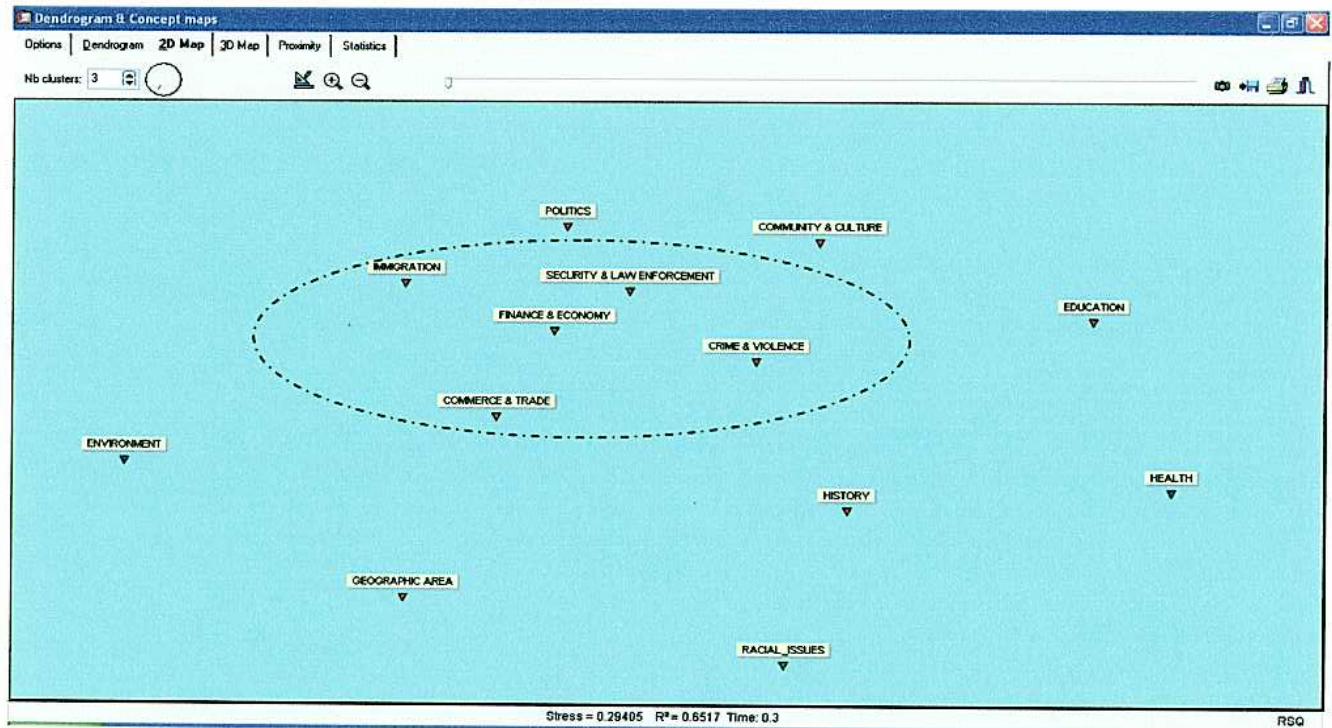 Dendrogram & Concept maps
Options Dendrogram 2D Map 3D Map Proximity Statistics
Nb clusters: 3
POLITICS
COMMUNITY & CULTURE
IMMIGRATION
SECURITY & LAW ENFORCEMENT
FINANCE & ECONOMY
EDUCATION
CRIME & VIOLENCE
COMMERCE & TRADE
ENVIRONMENT
HEALTH
HISTORY
GEOGRAPHIC AREA
RACIAL_ISSUES
Stress = 0.29405 R² = 0.6517 Time: 0.3
RSQ